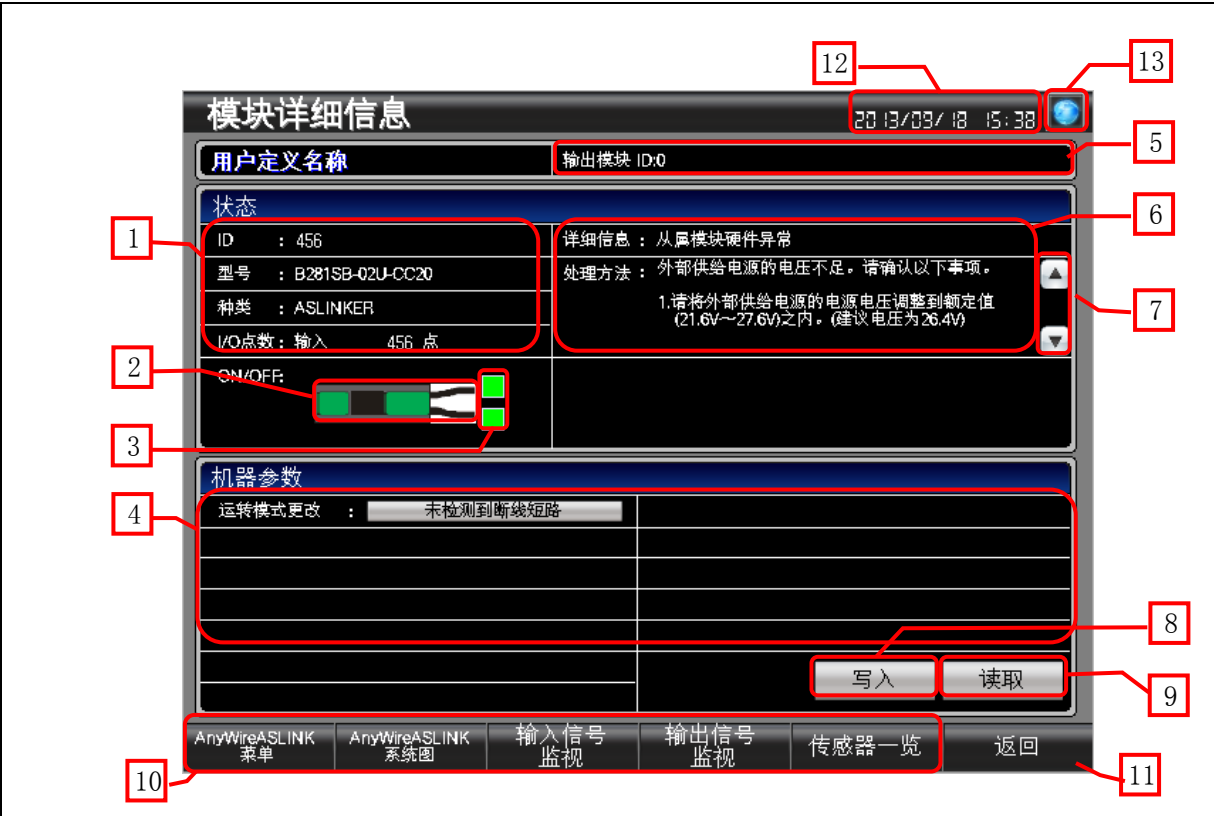 12
13
模块详细信息
2013/09/18 15:38
用户定义名称
输出模块 ID:0
5
状态
6
1
ID : 456
详细信息 : 从属模块硬件异常
型号 : B281SB-02U-CC20
处理方法 : 外部供给电源的电压不足。请确认以下事项。
种类 : ASLINKER
1.请将外部供给电源的电源电压调整到额定值
(21.6V～27.6V)之内。(建议电压为26.4V)
7
I/O点数 : 输入 456 点
2
ON/OFF:
3
机器参数
4
运转模式更改 : 未检测到断线短路
8
写入
读取
9
AnyWireASLINK
菜单
AnyWireASLINK
系统图
输入信号
监视
输出信号
监视
传感器一览
返回
10
11